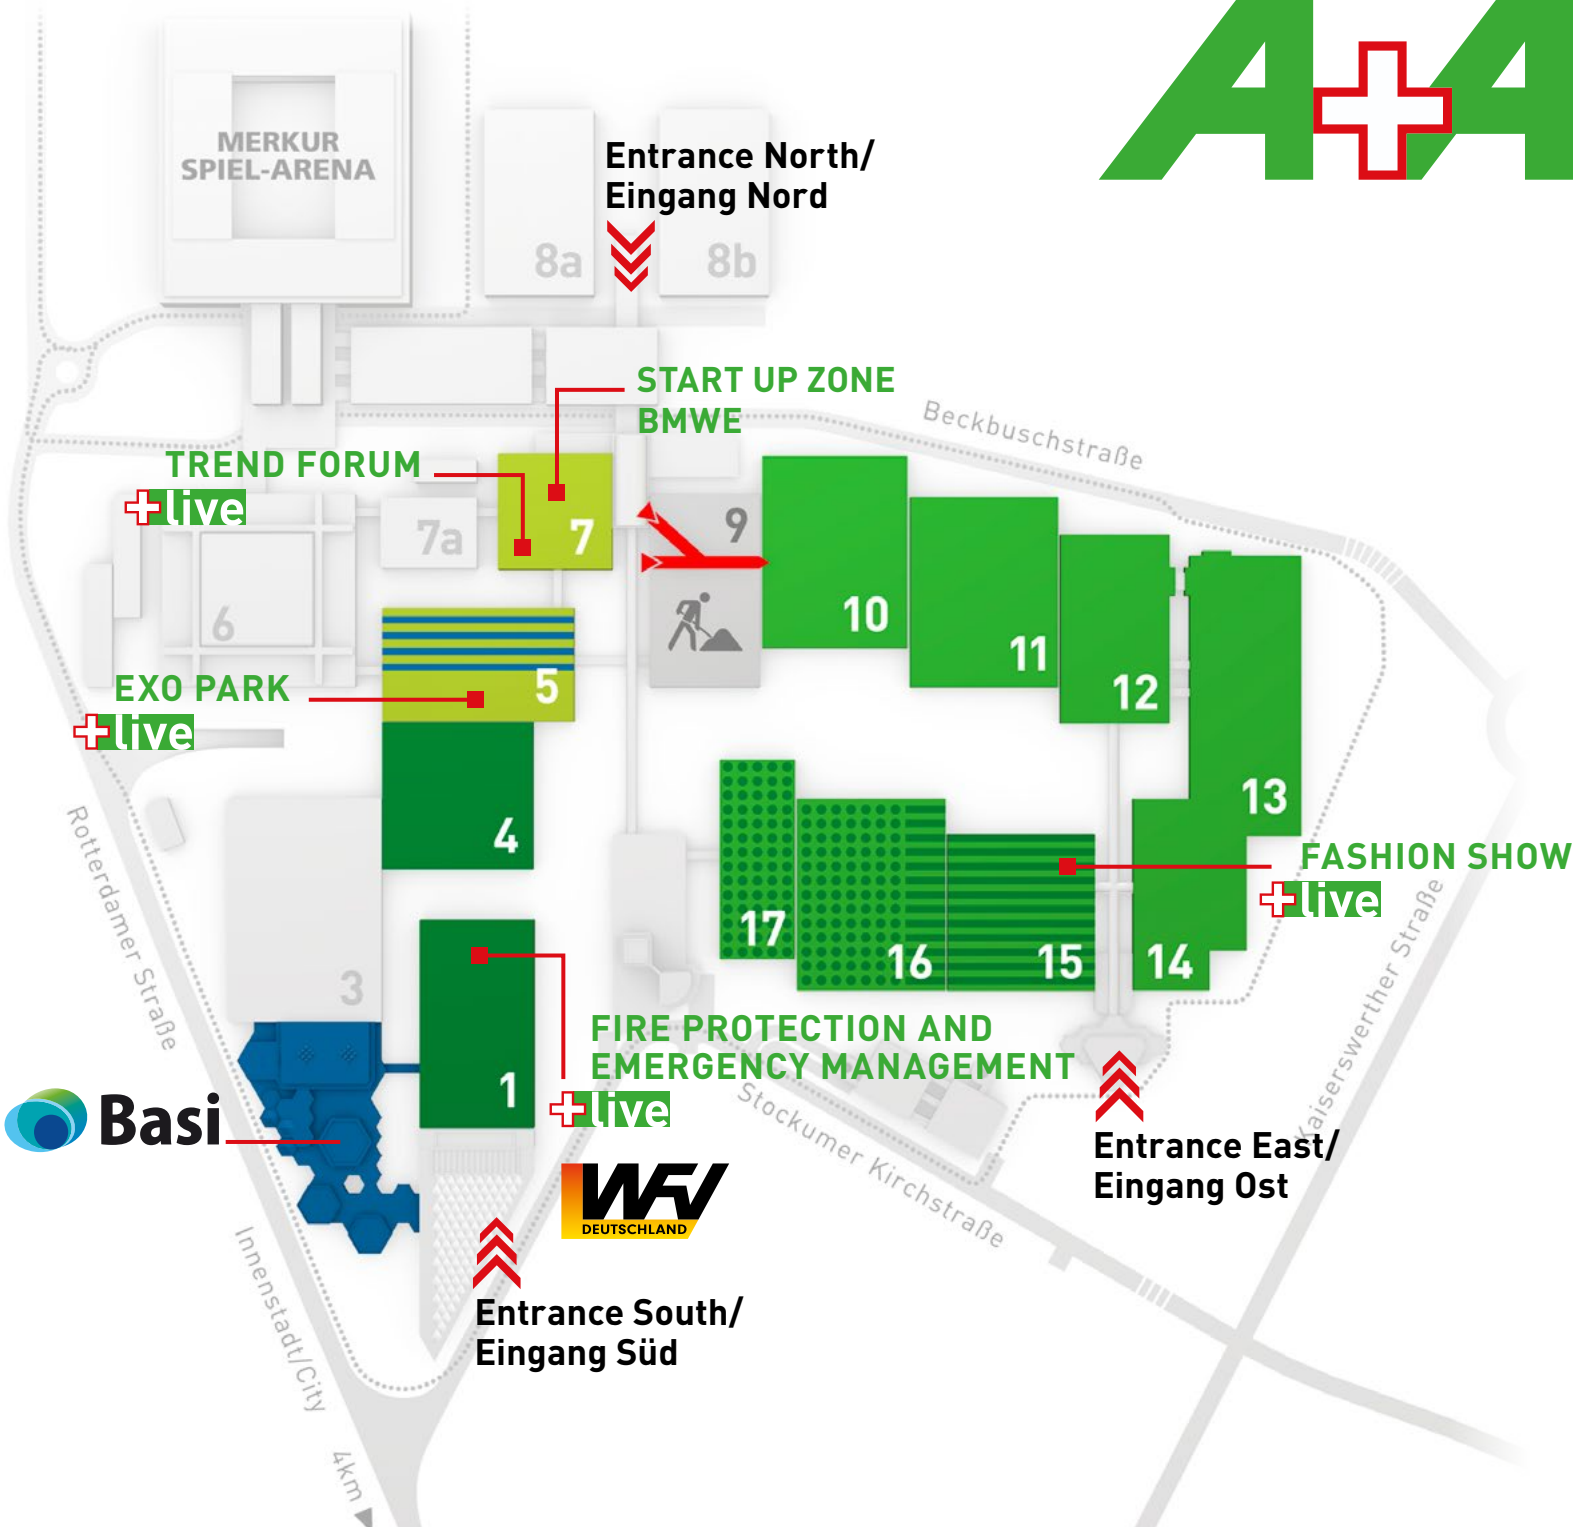 A+A
MERKUR
SPIEL-ARENA
Entrance North/
Eingang Nord
8a
8b
START UP ZONE
BMWE
Beckbuschstraße
TREND FORUM
+live
7a
7
9
10
11
12
13
6
5
EXO PARK
+live
4
Rotterdamer Straße
3
17
16
15
14
FASHION SHOW
+live
Kaiserswerther Straße
1
FIRE PROTECTION AND
EMERGENCY MANAGEMENT
+live
Stockumer Kirchstraße
Basi
WFV
DEUTSCHLAND
Entrance East/
Eingang Ost
Entrance South/
Eingang Süd
Innenstadt/City
4km